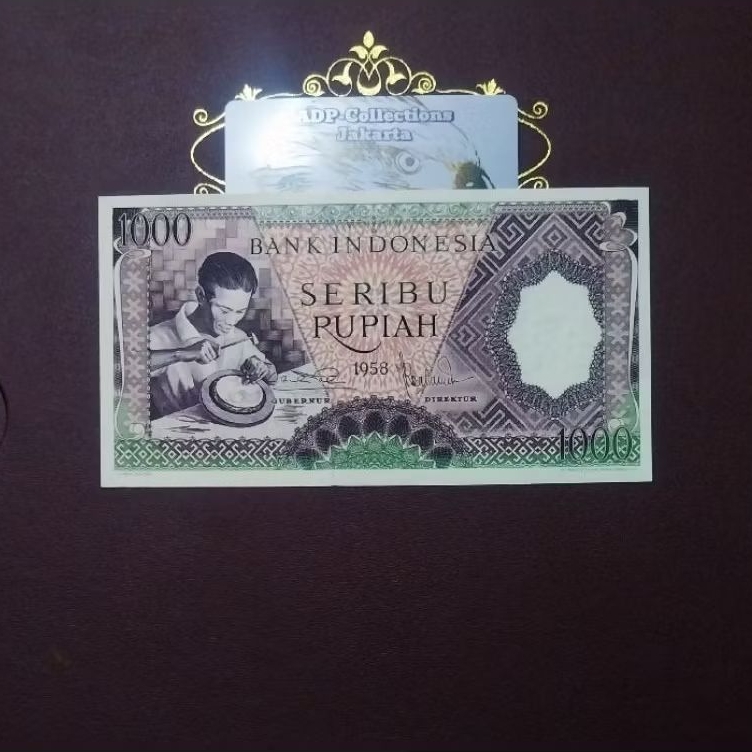 ADP-Collections
Jakarta
1000
BANK INDONESIA
SERIBU
RUPIAH
1958
GUBERNUR
DIREKTUR
1000